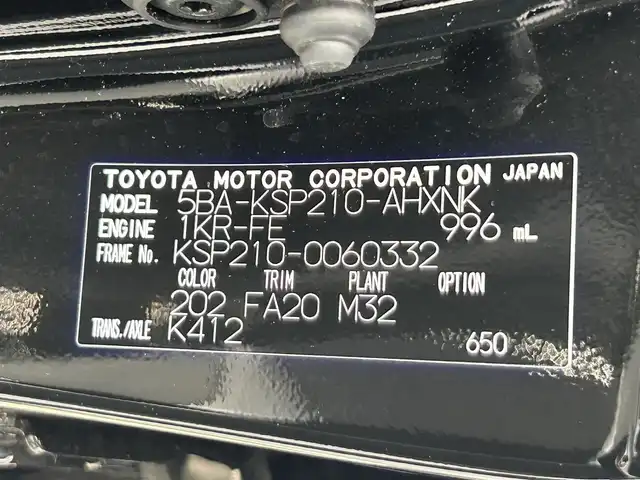 TOYOTA MOTOR CORPORATION JAPAN
MODEL 5BA-KSP210-AHXNK
ENGINE 1KR-FE 996 mL
FRAME No. KSP210-0060332
COLOR TRIM PLANT OPTION
202 FA20 M32
TRANS./AXLE K412
650